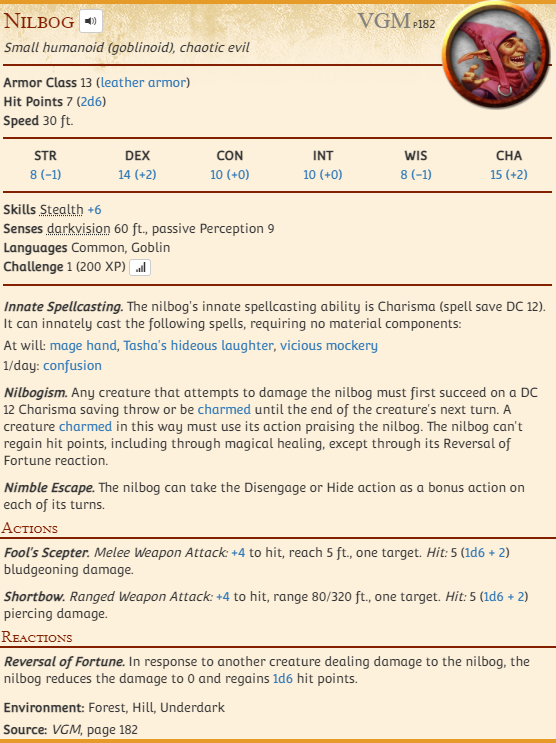 NILBOG VGM P182
Small humanoid (goblinoid), chaotic evil
Armor Class 13 (leather armor)
Hit Points 7 (2d6)
Speed 30 ft.
STR DEX CON INT WIS CHA
8 (−1) 14 (+2) 10 (+0) 10 (+0) 8 (−1) 15 (+2)
Skills Stealth +6
Senses darkvision 60 ft., passive Perception 9
Languages Common, Goblin
Challenge 1 (200 XP)
Innate Spellcasting. The nilbog's innate spellcasting ability is Charisma (spell save DC 12).
It can innately cast the following spells, requiring no material components:
At will: mage hand, Tasha's hideous laughter, vicious mockery
1/day: confusion
Nilbogism. Any creature that attempts to damage the nilbog must first succeed on a DC
12 Charisma saving throw or be charmed until the end of the creature's next turn. A
creature charmed in this way must use its action praising the nilbog. The nilbog can't
regain hit points, including through magical healing, except through its Reversal of
Fortune reaction.
Nimble Escape. The nilbog can take the Disengage or Hide action as a bonus action on
each of its turns.
ACTIONS
Fool's Scepter. Melee Weapon Attack: +4 to hit, reach 5 ft., one target. Hit: 5 (1d6 + 2)
bludgeoning damage.
Shortbow. Ranged Weapon Attack: +4 to hit, range 80/320 ft., one target. Hit: 5 (1d6 + 2)
piercing damage.
REACTIONS
Reversal of Fortune. In response to another creature dealing damage to the nilbog, the
nilbog reduces the damage to 0 and regains 1d6 hit points.
Environment: Forest, Hill, Underdark
Source: VGM, page 182